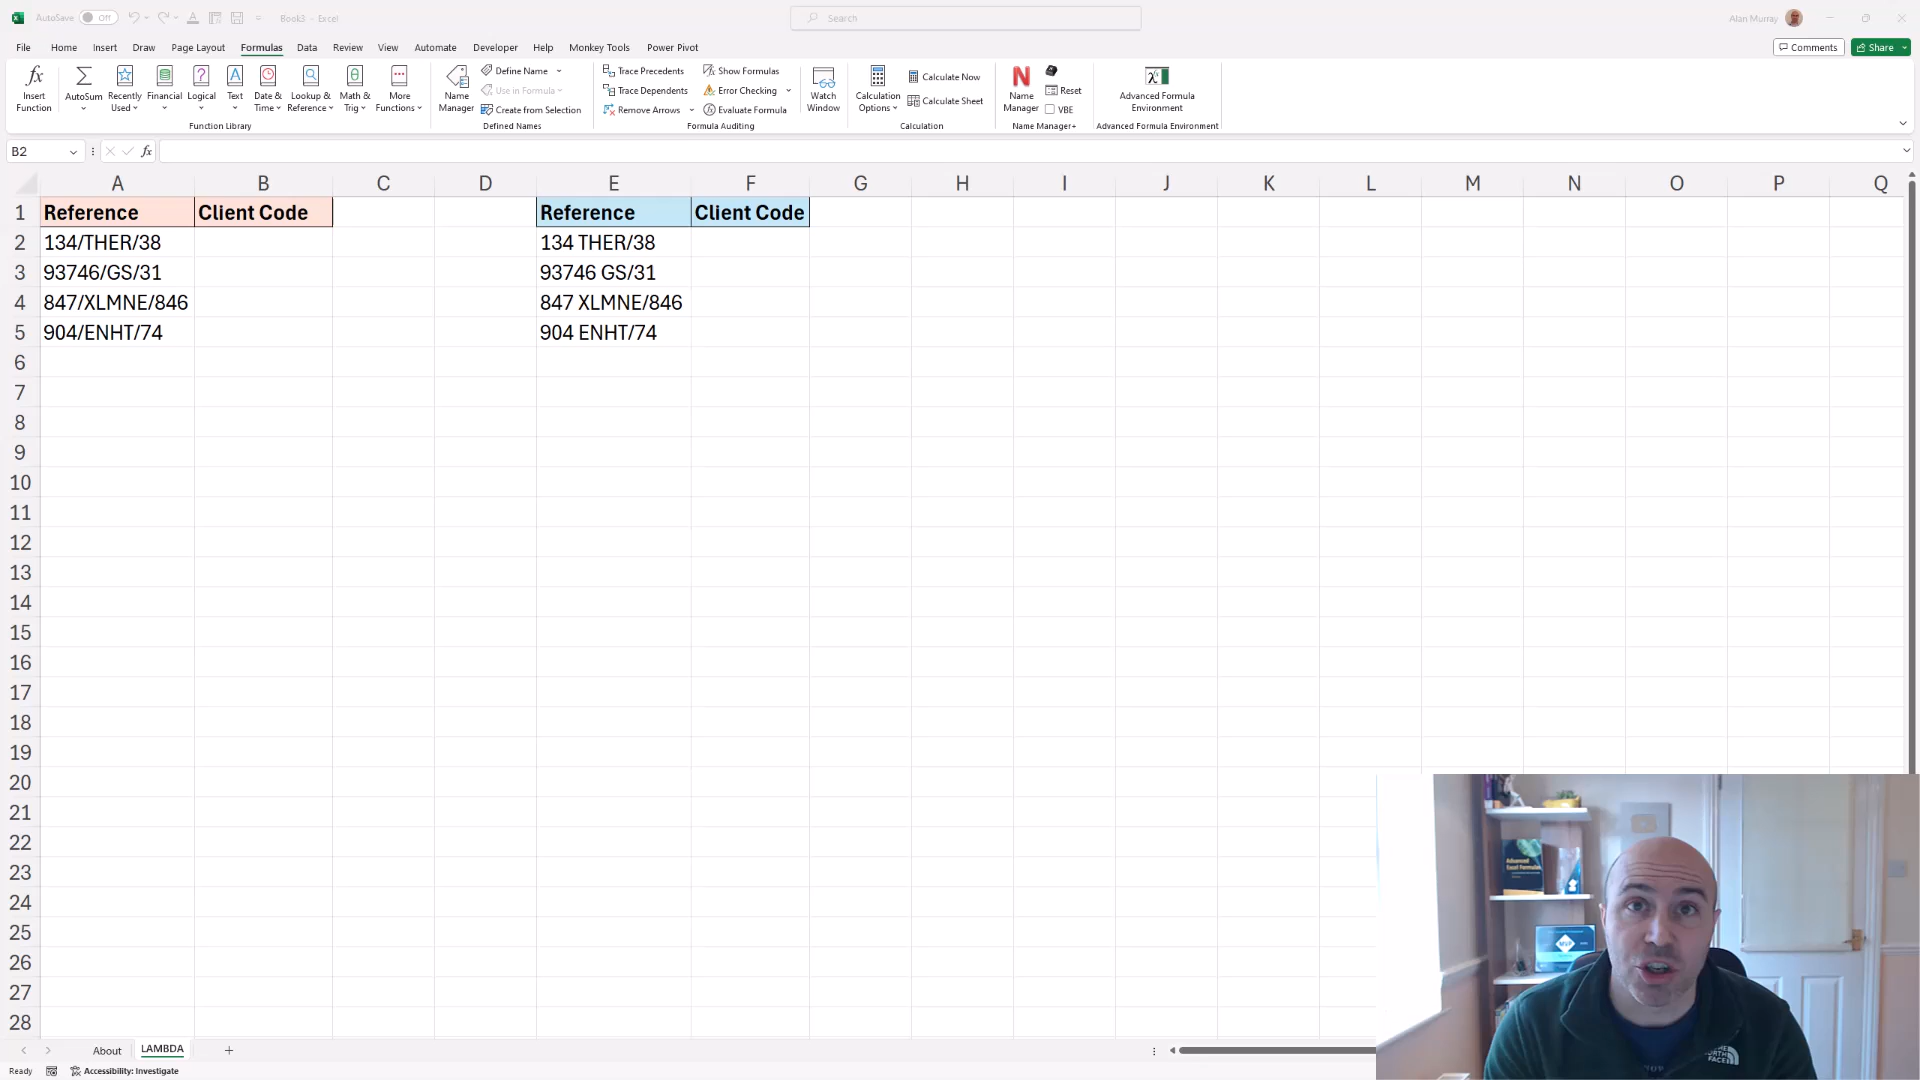 AutoSave Off Book3 - Excel Search Alan Murray
File Home Insert Draw Page Layout Formulas Data Review View Automate Developer Help Monkey Tools Power Pivot Comments Share
Insert Function
AutoSum
Recently Used
Financial
Logical
Text
Date & Time
Lookup & Reference
Math & Trig
More Functions
Function Library
Name Manager
Define Name
Use in Formula
Create from Selection
Defined Names
Trace Precedents
Trace Dependents
Remove Arrows
Show Formulas
Error Checking
Evaluate Formula
Formula Auditing
Watch Window
Calculation Options
Calculate Now
Calculate Sheet
Calculation
Name Manager
Reset
VBE
Name Manager+
Advanced Formula Environment
Advanced Formula Environment
B2 fx
A B C D E F G H I J K L M N O P Q
1 Reference Client Code Reference Client Code
2 134/THER/38 134 THER/38
3 93746/GS/31 93746 GS/31
4 847/XLMNE/846 847 XLMNE/846
5 904/ENHT/74 904 ENHT/74
6
7
8
9
10
11
12
13
14
15
16
17
18
19
20
21
22
23
24
25
26
27
28
Advanced Excel Formulas
MVP
THE NORTH FACE
About LAMBDA +
Ready Accessibility: Investigate